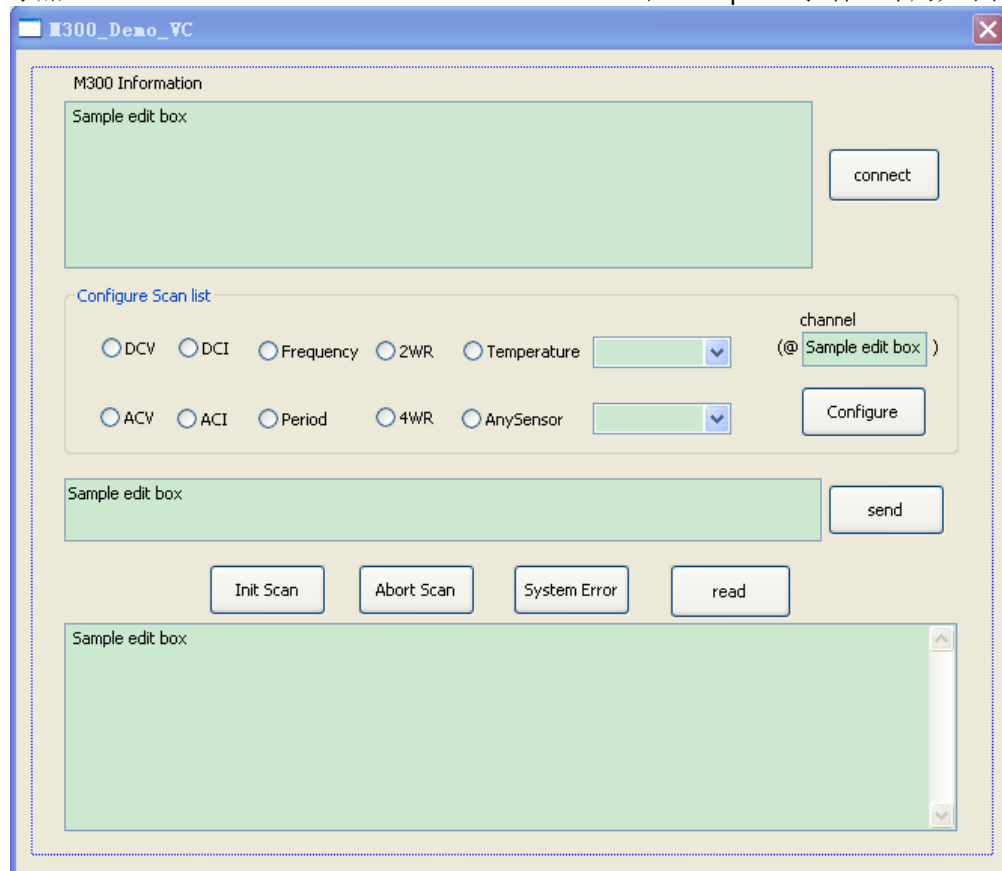 M300_Demo_VC
M300 Information
Sample edit box
connect
Configure Scan list
channel
DCV DCI Frequency 2WR Temperature (@ Sample edit box )
ACV ACI Period 4WR AnySensor Configure
Sample edit box
send
Init Scan Abort Scan System Error read
Sample edit box